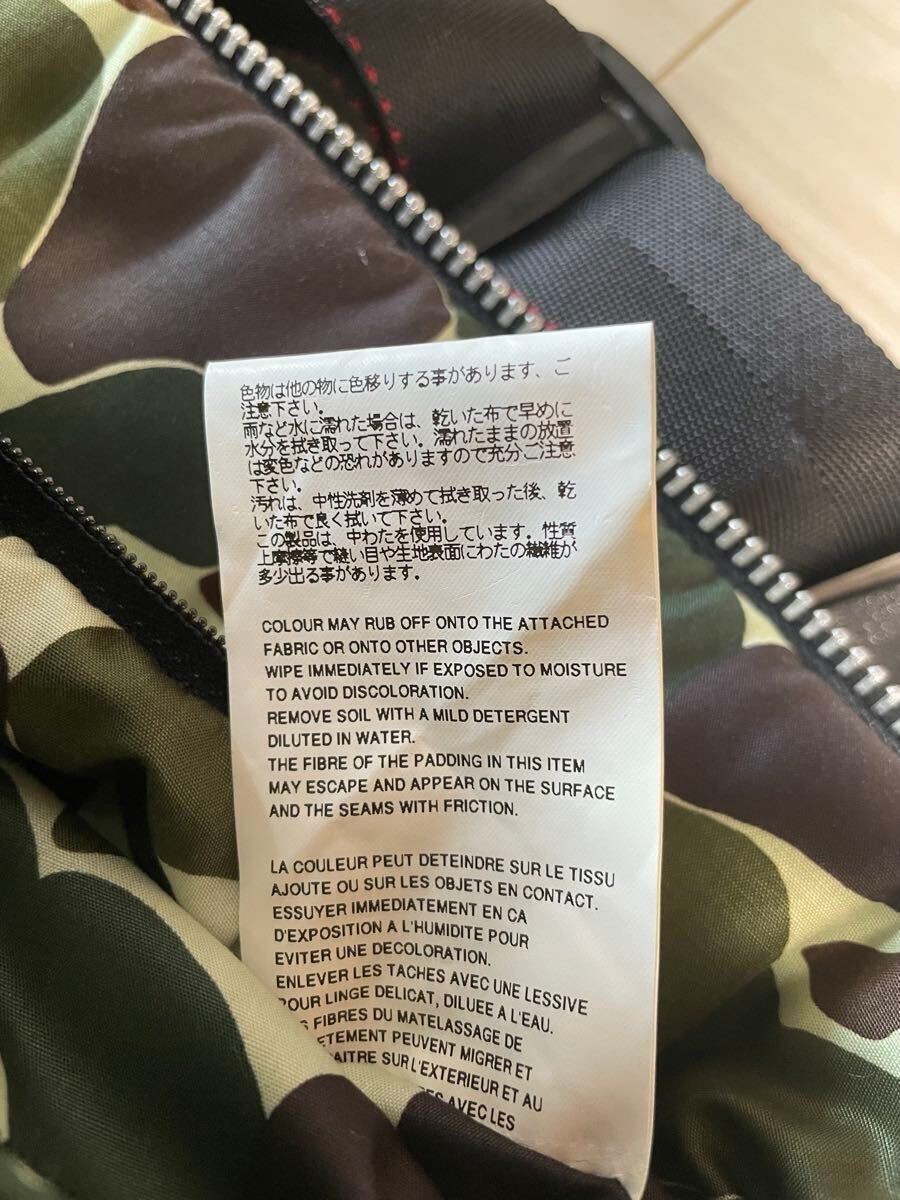 色物は他の物に色移りする事があります、ご
注意下さい。
雨など水に濡れた場合は、乾いた布で早めに
水分を拭き取って下さい。濡れたままの放置
は変色などの恐れがありますので充分ご注意
下さい。
汚れは、中性洗剤を薄めて拭き取った後、乾
いた布で良く拭いて下さい。
この製品は、中わたを使用しています。性質
上摩擦等で縫い目や生地表面にわたの繊維が
多少出る事があります。
COLOUR MAY RUB OFF ONTO THE ATTACHED
FABRIC OR ONTO OTHER OBJECTS.
WIPE IMMEDIATELY IF EXPOSED TO MOISTURE
TO AVOID DISCOLORATION.
REMOVE SOIL WITH A MILD DETERGENT
DILUTED IN WATER.
THE FIBRE OF THE PADDING IN THIS ITEM
MAY ESCAPE AND APPEAR ON THE SURFACE
AND THE SEAMS WITH FRICTION.
LA COULEUR PEUT DETEINDRE SUR LE TISSU
AJOUTE OU SUR LES OBJETS EN CONTACT.
ESSUYER IMMEDIATEMENT EN CA
D'EXPOSITION A L'HUMIDITE POUR
EVITER UNE DECOLORATION.
ENLEVER LES TACHES AVEC UNE LESSIVE
POUR LINGE DELICAT, DILUEE A L'EAU.
FIBRES DU MATELASSAGE DE
PEUVENT MIGRER ET
SUR L'EXTERIEUR ET AU
AVEC LES